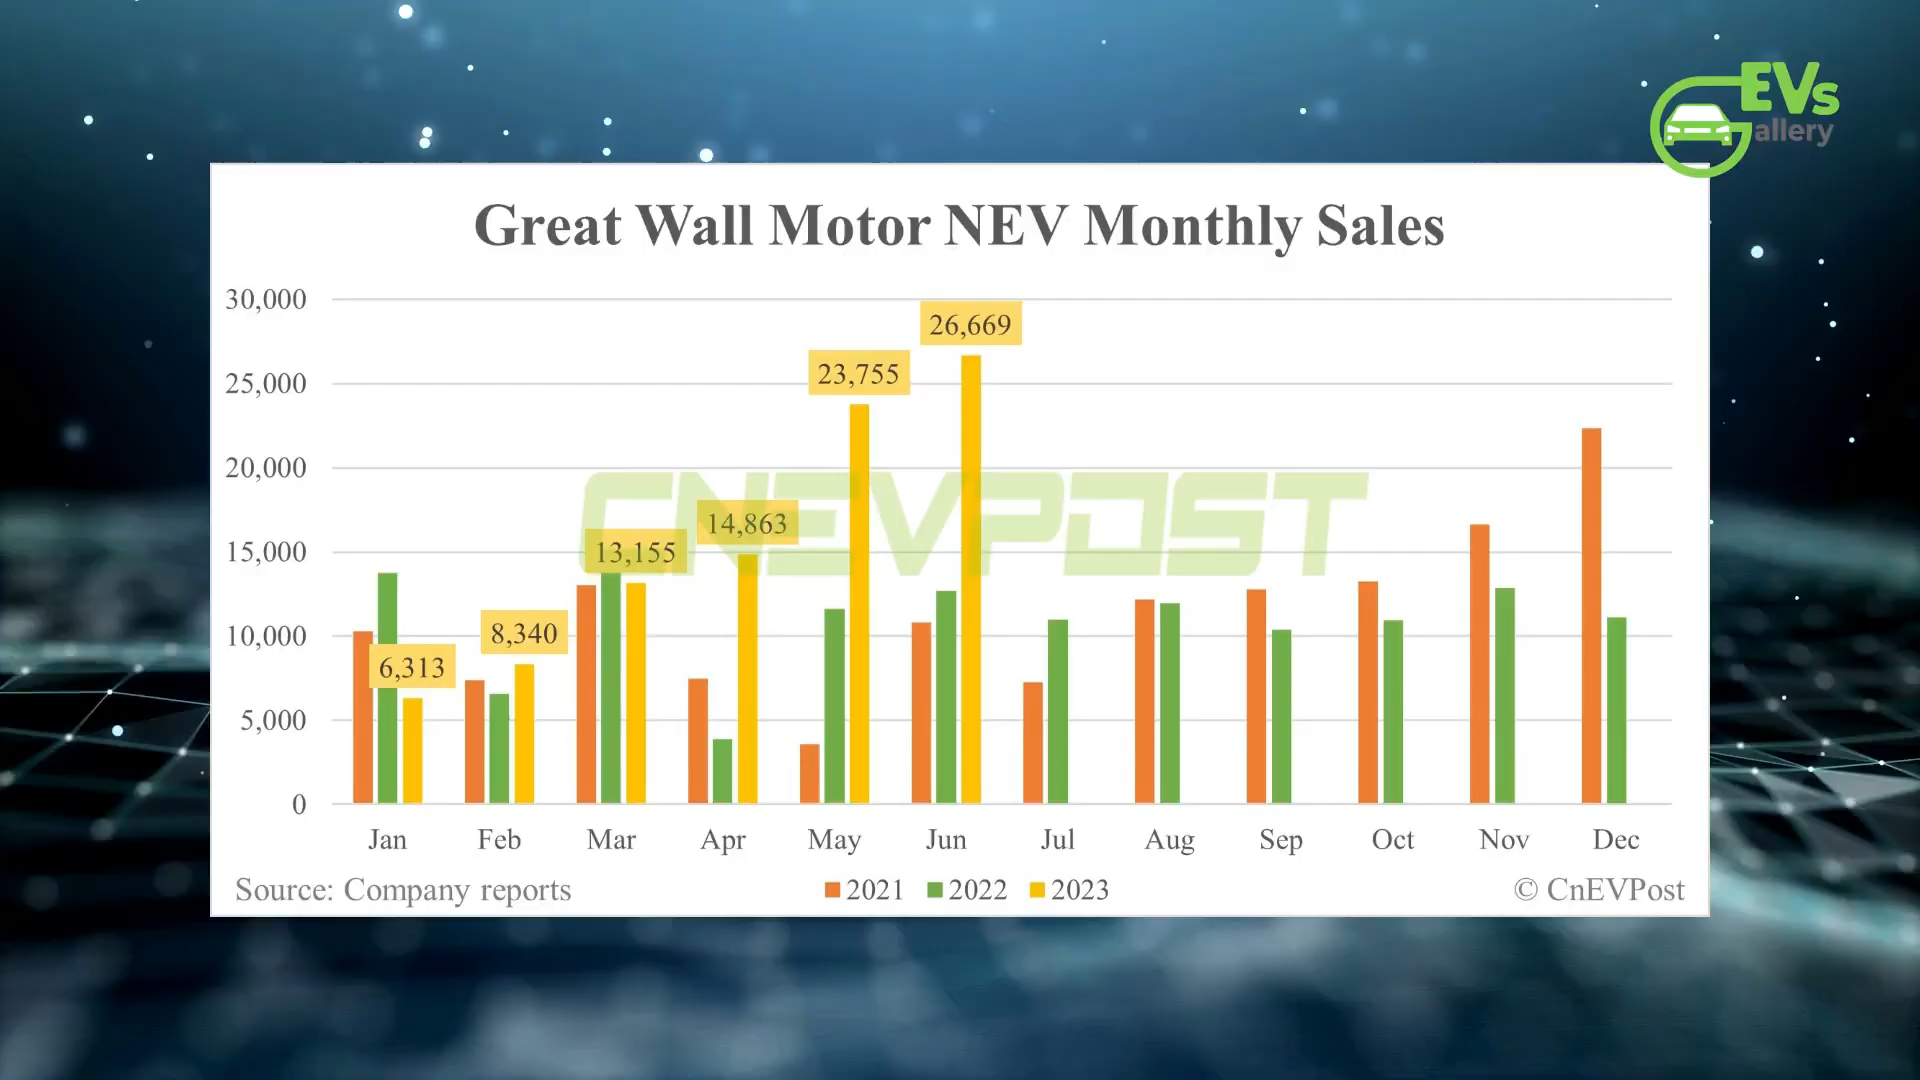 EVs
Gallery
Great Wall Motor NEV Monthly Sales
30,000
25,000
20,000
15,000
10,000
5,000
0
6,313
8,340
13,155
14,863
23,755
26,669
CNEVPOST
Jan Feb Mar Apr May Jun Jul Aug Sep Oct Nov Dec
Source: Company reports
2021 2022 2023
© CnEVPost